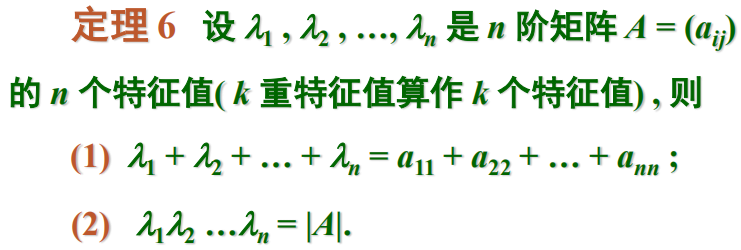 定理 6 设 λ₁ , λ₂ , …, λₙ 是 n 阶矩阵 A = (aᵢⱼ)
的 n 个特征值( k 重特征值算作 k 个特征值) , 则
(1) λ₁ + λ₂ + … + λₙ = a₁₁ + a₂₂ + … + aₙₙ ;
(2) λ₁λ₂ …λₙ = |A|.